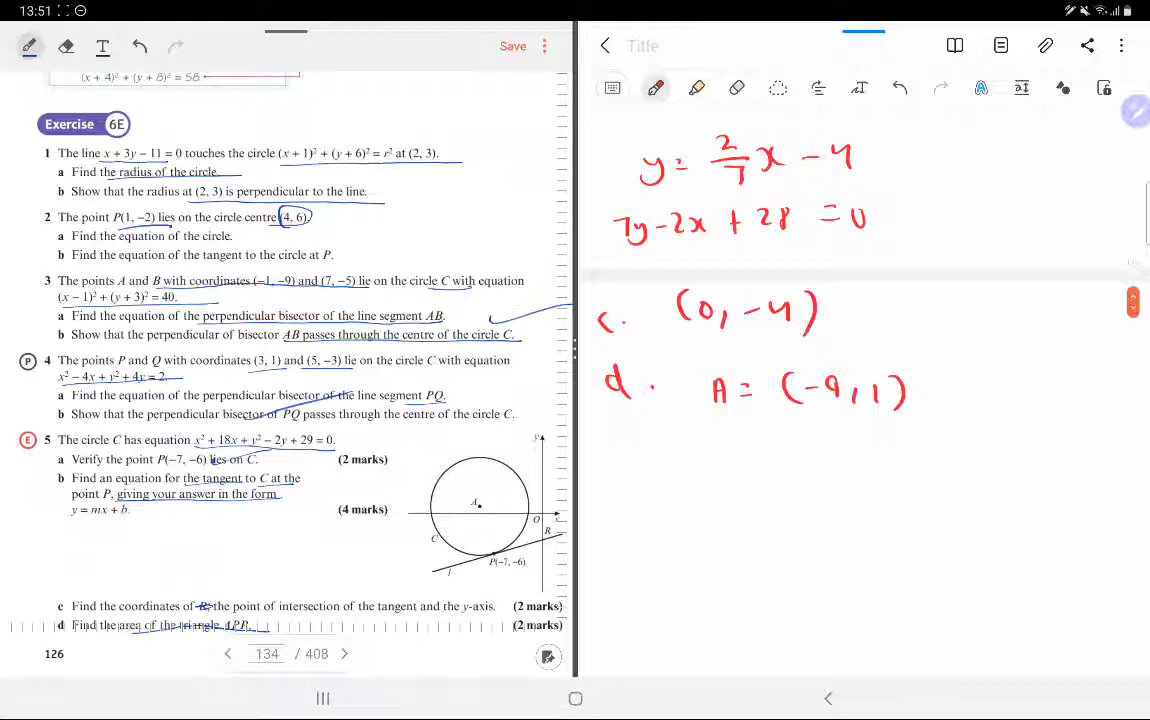 13:51
Save
Title
(x + 4)² + (y + 8)² = 58
Exercise 6E
1 The line x + 3y − 11 = 0 touches the circle (x + 1)² + (y + 6)² = r² at (2, 3).
a Find the radius of the circle.
b Show that the radius at (2, 3) is perpendicular to the line.
2 The point P(1, −2) lies on the circle centre (4, 6).
a Find the equation of the circle.
b Find the equation of the tangent to the circle at P.
3 The points A and B with coordinates (−1, −9) and (7, −5) lie on the circle C with equation
(x − 1)² + (y + 3)² = 40.
a Find the equation of the perpendicular bisector of the line segment AB.
b Show that the perpendicular of bisector AB passes through the centre of the circle C.
P 4 The points P and Q with coordinates (3, 1) and (5, −3) lie on the circle C with equation
x² − 4x + y² + 4y = 2.
a Find the equation of the perpendicular bisector of the line segment PQ.
b Show that the perpendicular bisector of PQ passes through the centre of the circle C.
E 5 The circle C has equation x² + 18x + y² − 2y + 29 = 0.
a Verify the point P(−7, −6) lies on C. (2 marks)
b Find an equation for the tangent to C at the
point P, giving your answer in the form
y = mx + b. (4 marks)
y
A
O
x
R
C
P(−7, −6)
l
c Find the coordinates of R, the point of intersection of the tangent and the y-axis. (2 marks)
d Find the area of the triangle APR. (2 marks)
126
134 / 408
y = 2/7 x − 4
7y − 2x + 28 = 0
c. (0, −4)
d. A = (−9, 1)